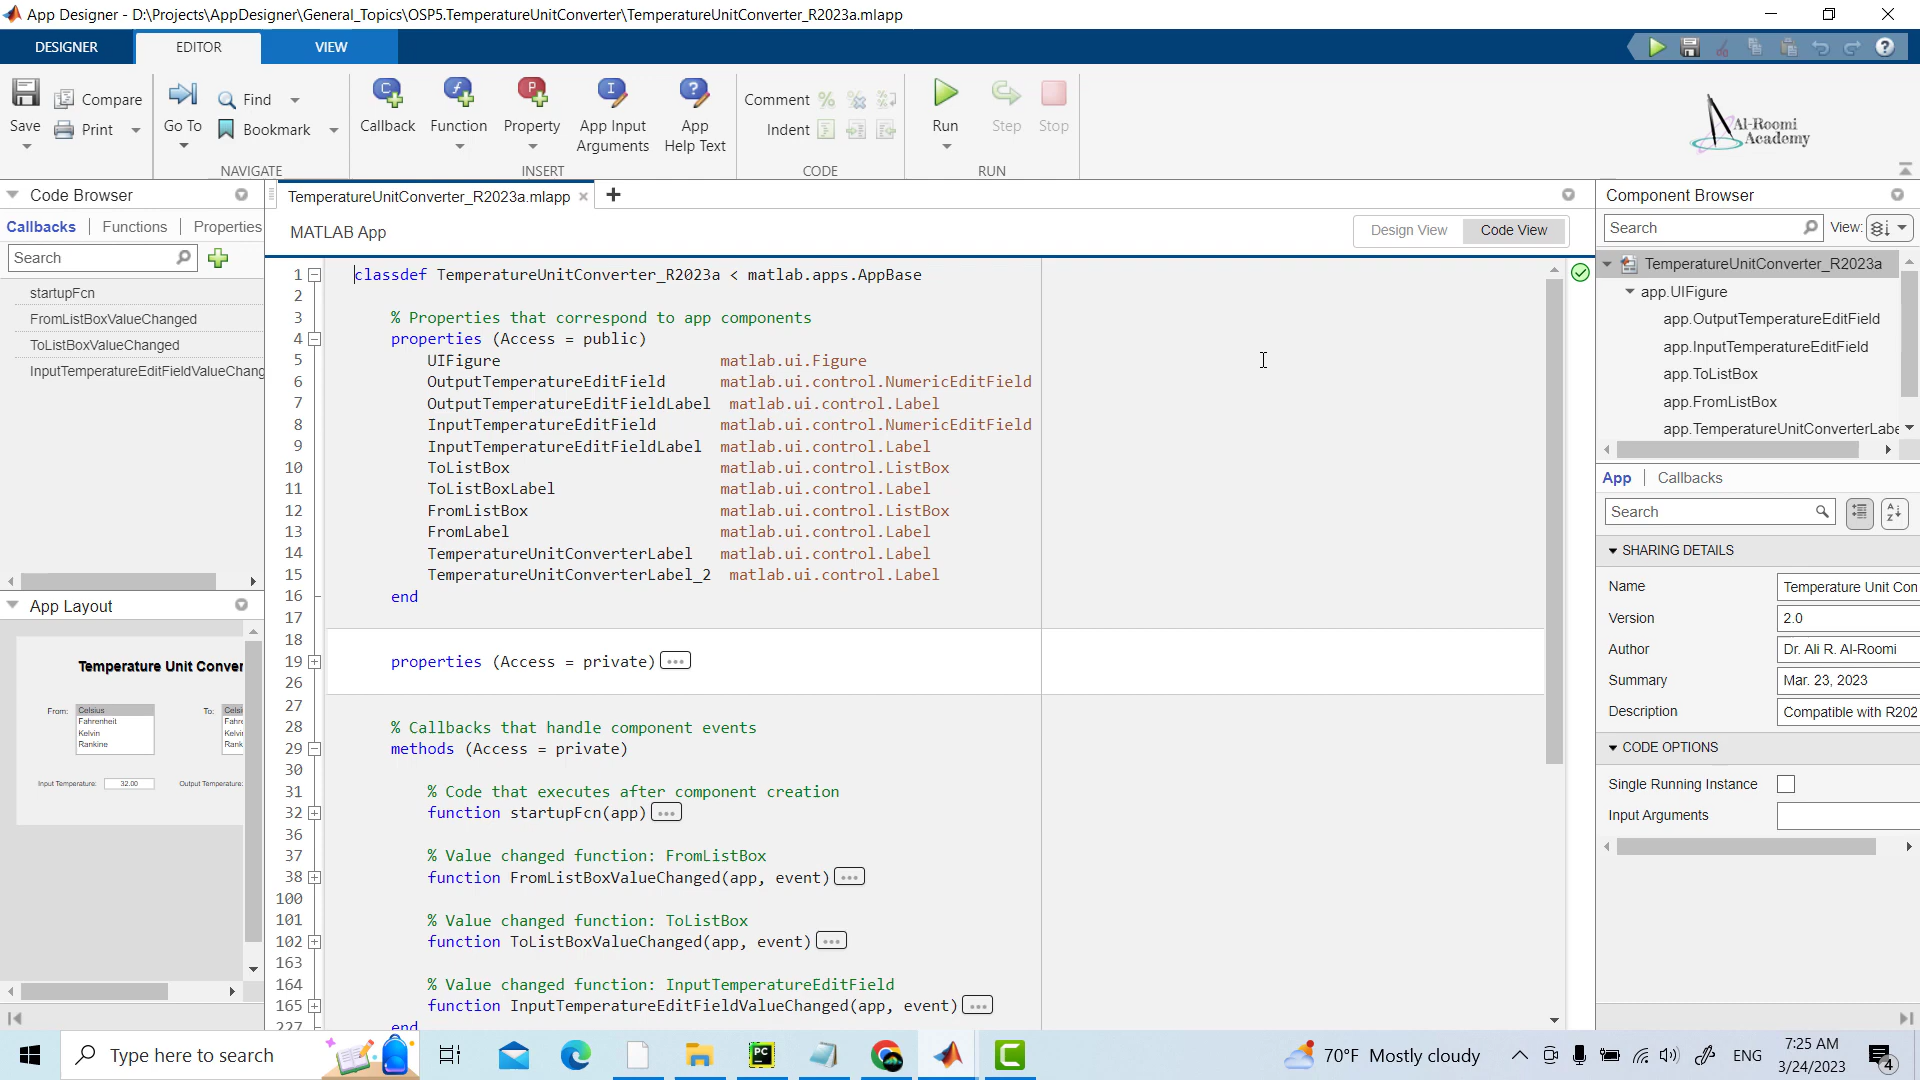 App Designer - D:\Projects\AppDesigner\General_Topics\OSP5.TemperatureUnitConverter\TemperatureUnitConverter_R2023a.mlapp
DESIGNER EDITOR VIEW
Save Compare Print Go To Find Bookmark Callback Function Property App Input Arguments App Help Text Comment Indent Run Step Stop
NAVIGATE INSERT CODE RUN
Al-Roomi
Academy
Code Browser
Callbacks Functions Properties
Search
startupFcn
FromListBoxValueChanged
ToListBoxValueChanged
InputTemperatureEditFieldValueChang
App Layout
Temperature Unit Conver
From: Celsius To: Celsi
Fahrenheit Fahre
Kelvin Kelvi
Rankine Rank
Input Temperature: 32.00 Output Temperature:
TemperatureUnitConverter_R2023a.mlapp
MATLAB App Design View Code View
1 classdef TemperatureUnitConverter_R2023a < matlab.apps.AppBase
2
3 % Properties that correspond to app components
4 properties (Access = public)
5 UIFigure matlab.ui.Figure
6 OutputTemperatureEditField matlab.ui.control.NumericEditField
7 OutputTemperatureEditFieldLabel matlab.ui.control.Label
8 InputTemperatureEditField matlab.ui.control.NumericEditField
9 InputTemperatureEditFieldLabel matlab.ui.control.Label
10 ToListBox matlab.ui.control.ListBox
11 ToListBoxLabel matlab.ui.control.Label
12 FromListBox matlab.ui.control.ListBox
13 FromLabel matlab.ui.control.Label
14 TemperatureUnitConverterLabel matlab.ui.control.Label
15 TemperatureUnitConverterLabel_2 matlab.ui.control.Label
16 end
17
18
19 properties (Access = private) ...
26
27
28 % Callbacks that handle component events
29 methods (Access = private)
30
31 % Code that executes after component creation
32 function startupFcn(app) ...
36
37 % Value changed function: FromListBox
38 function FromListBoxValueChanged(app, event) ...
100
101 % Value changed function: ToListBox
102 function ToListBoxValueChanged(app, event) ...
163
164 % Value changed function: InputTemperatureEditField
165 function InputTemperatureEditFieldValueChanged(app, event) ...
227 end
Component Browser
Search View:
TemperatureUnitConverter_R2023a
app.UIFigure
app.OutputTemperatureEditField
app.InputTemperatureEditField
app.ToListBox
app.FromListBox
app.TemperatureUnitConverterLabe
App Callbacks
Search
SHARING DETAILS
Name Temperature Unit Con
Version 2.0
Author Dr. Ali R. Al-Roomi
Summary Mar. 23, 2023
Description Compatible with R202
CODE OPTIONS
Single Running Instance
Input Arguments
Type here to search
70°F Mostly cloudy
ENG
7:25 AM
3/24/2023
4